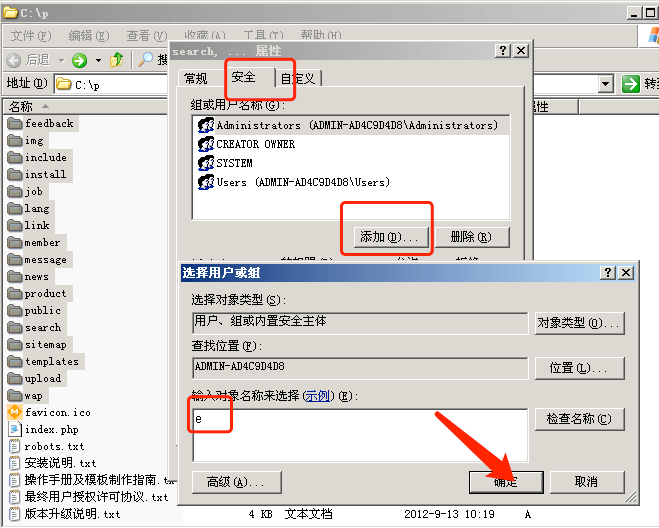 C:\p
文件(F) 编辑(E) 查看(V) 收藏(A) 工具(T) 帮助(H)
后退 搜
地址(D) C:\p 转到
名称 属性
feedback
img
include
install
job
lang
link
member
message
news
product
public
search
sitemap
templates
upload
wap
favicon.ico
index.php
robots.txt
安装说明.txt
操作手册及模板制作指南.txt
最终用户授权许可协议.txt
版本升级说明.txt 4 KB 文本文档 2012-9-13 10:19 A
search, ... 属性
常规 安全 自定义
组或用户名称(G):
Administrators (ADMIN-AD4C9D4D8\Administrators)
CREATOR OWNER
SYSTEM
Users (ADMIN-AD4C9D4D8\Users)
添加(D)... 删除(R)
选择用户或组
选择对象类型(S):
用户、组或内置安全主体 对象类型(O)...
查找位置(F):
ADMIN-AD4C9D4D8 位置(L)...
输入对象名称来选择(示例)(E):
e 检查名称(C)
高级(A)... 确定 取消